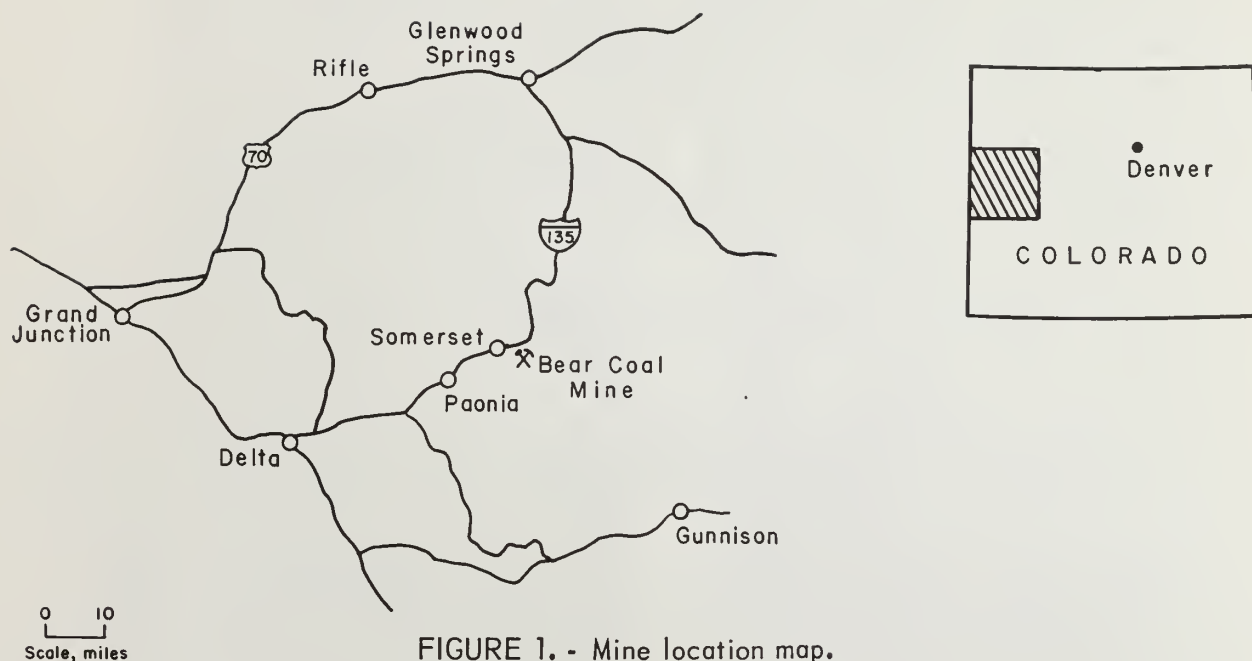 Glenwood
Springs
Rifle
70
135
Denver
COLORADO
Grand
Junction
Somerset
Bear Coal
Mine
Paonia
Delta
Gunnison
0 10
Scale, miles
FIGURE 1. - Mine location map.